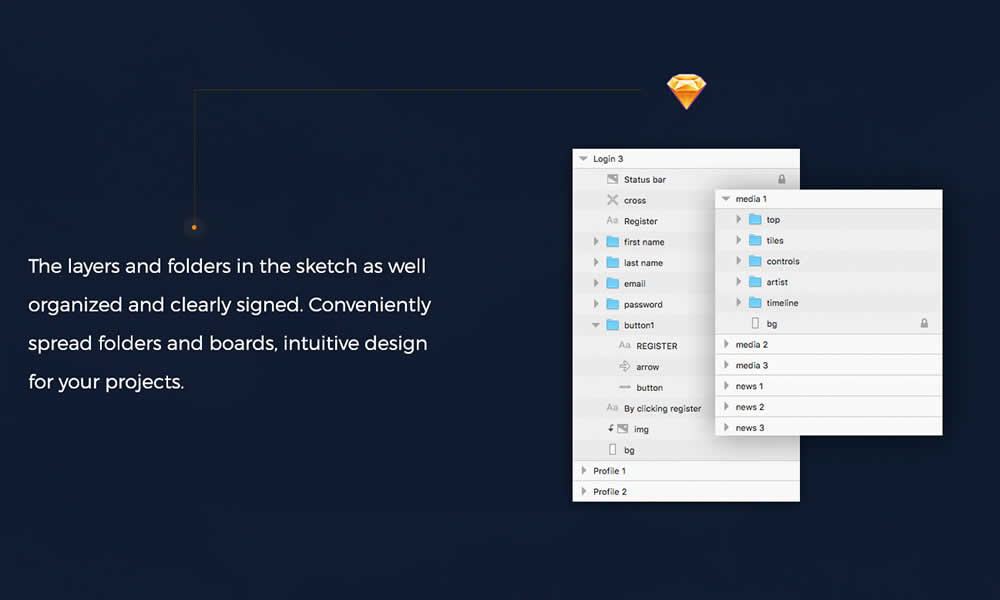 The layers and folders in the sketch as well
organized and clearly signed. Conveniently
spread folders and boards, intuitive design
for your projects.
Login 3
Status bar
cross
Aa Register
first name
last name
email
password
button1
Aa REGISTER
arrow
button
Aa By clicking register
img
bg
Profile 1
Profile 2
media 1
top
tiles
controls
artist
timeline
bg
media 2
media 3
news 1
news 2
news 3